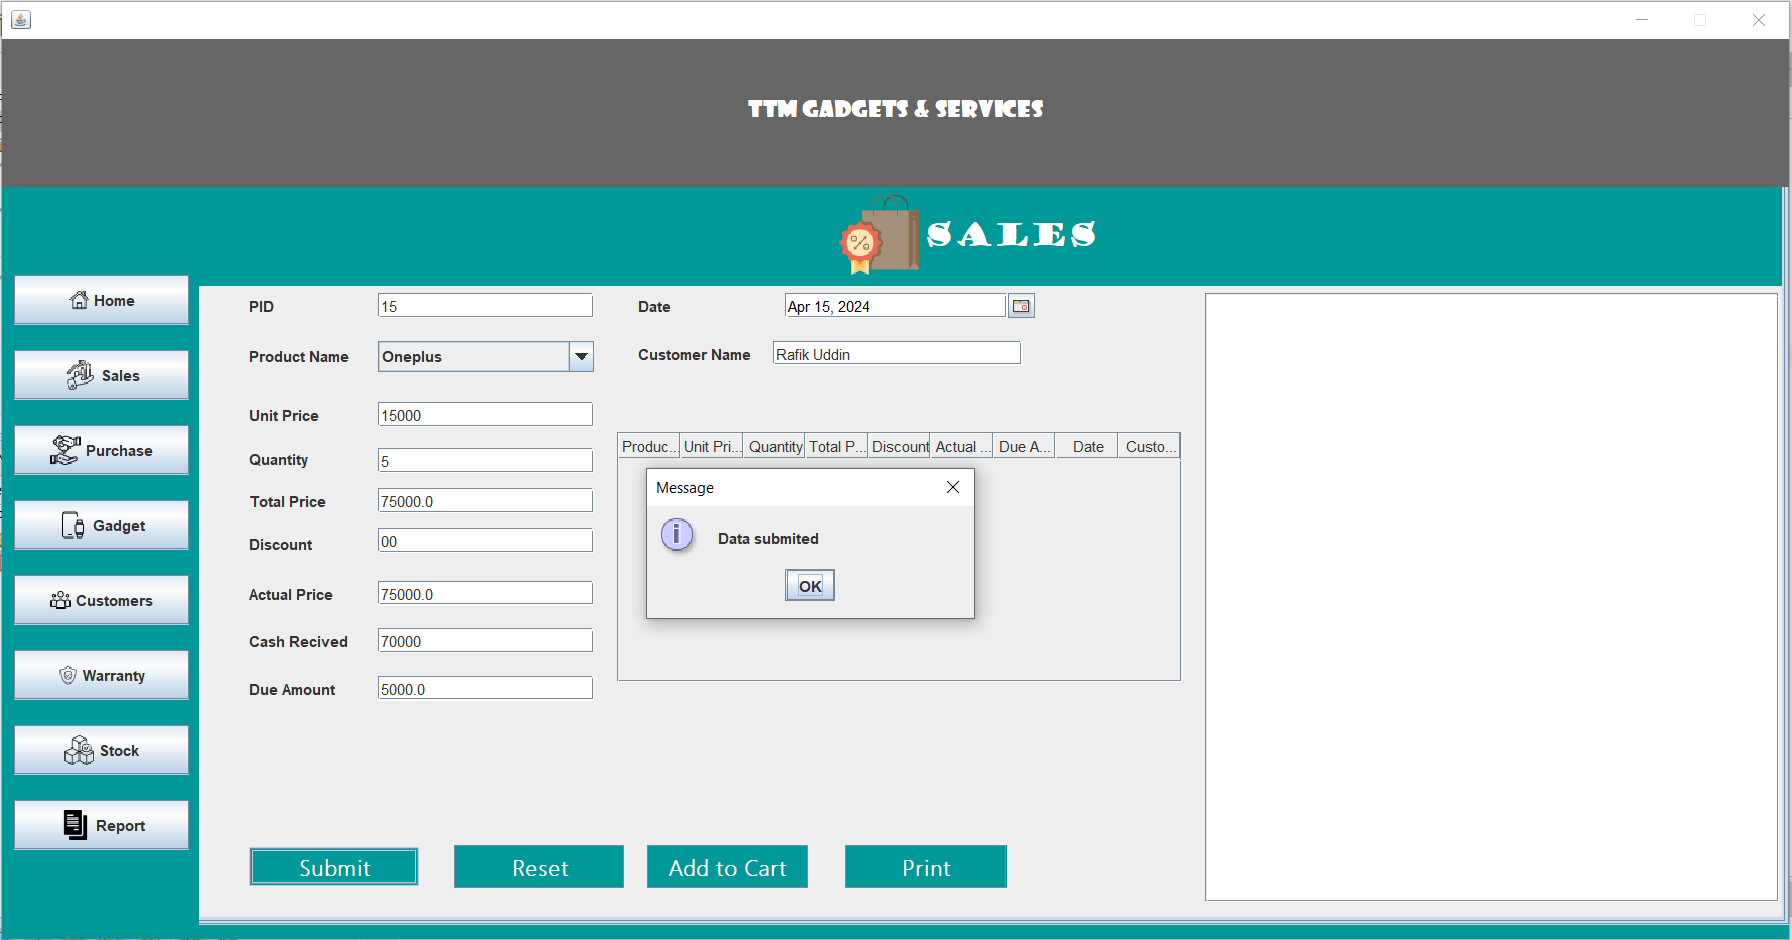 TTM GADGETS & SERVICES
SALES
Home
Sales
Purchase
Gadget
Customers
Warranty
Stock
Report
PID 15
Product Name Oneplus
Unit Price 15000
Quantity 5
Total Price 75000.0
Discount 00
Actual Price 75000.0
Cash Recived 70000
Due Amount 5000.0
Date Apr 15, 2024
Customer Name Rafik Uddin
Produc... Unit Pri... Quantity Total P... Discount Actual ... Due A... Date Custo...
Message
Data submited
OK
Submit Reset Add to Cart Print